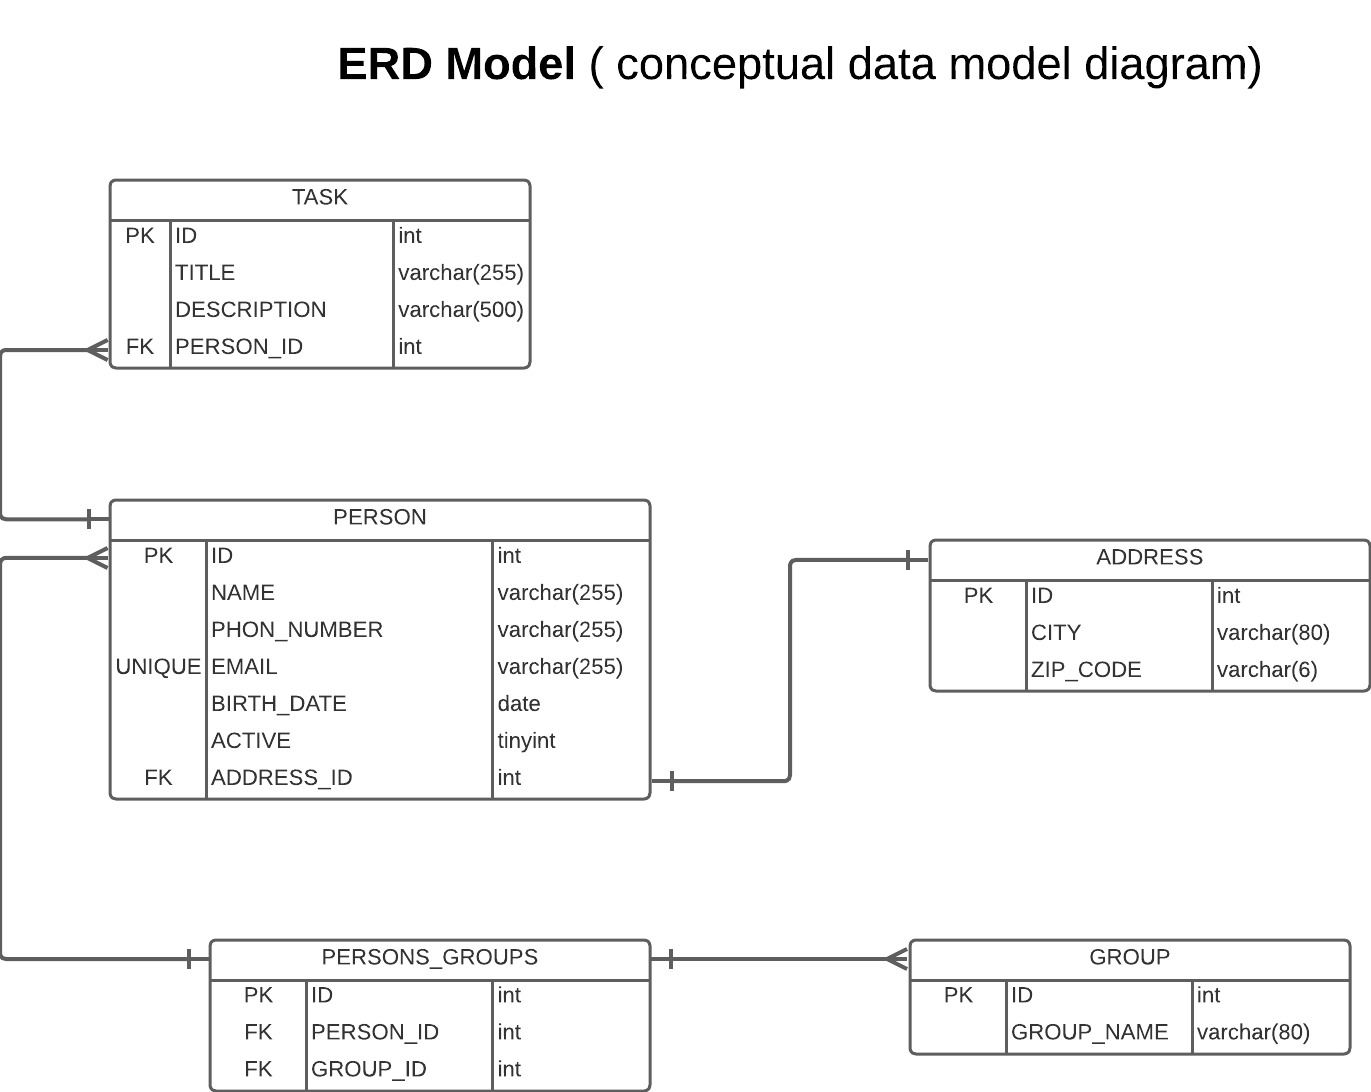 ERD Model ( conceptual data model diagram)
TASK
PK ID int
TITLE varchar(255)
DESCRIPTION varchar(500)
FK PERSON_ID int
PERSON
PK ID int
NAME varchar(255)
PHON_NUMBER varchar(255)
UNIQUE EMAIL varchar(255)
BIRTH_DATE date
ACTIVE tinyint
FK ADDRESS_ID int
ADDRESS
PK ID int
CITY varchar(80)
ZIP_CODE varchar(6)
PERSONS_GROUPS
PK ID int
FK PERSON_ID int
FK GROUP_ID int
GROUP
PK ID int
GROUP_NAME varchar(80)